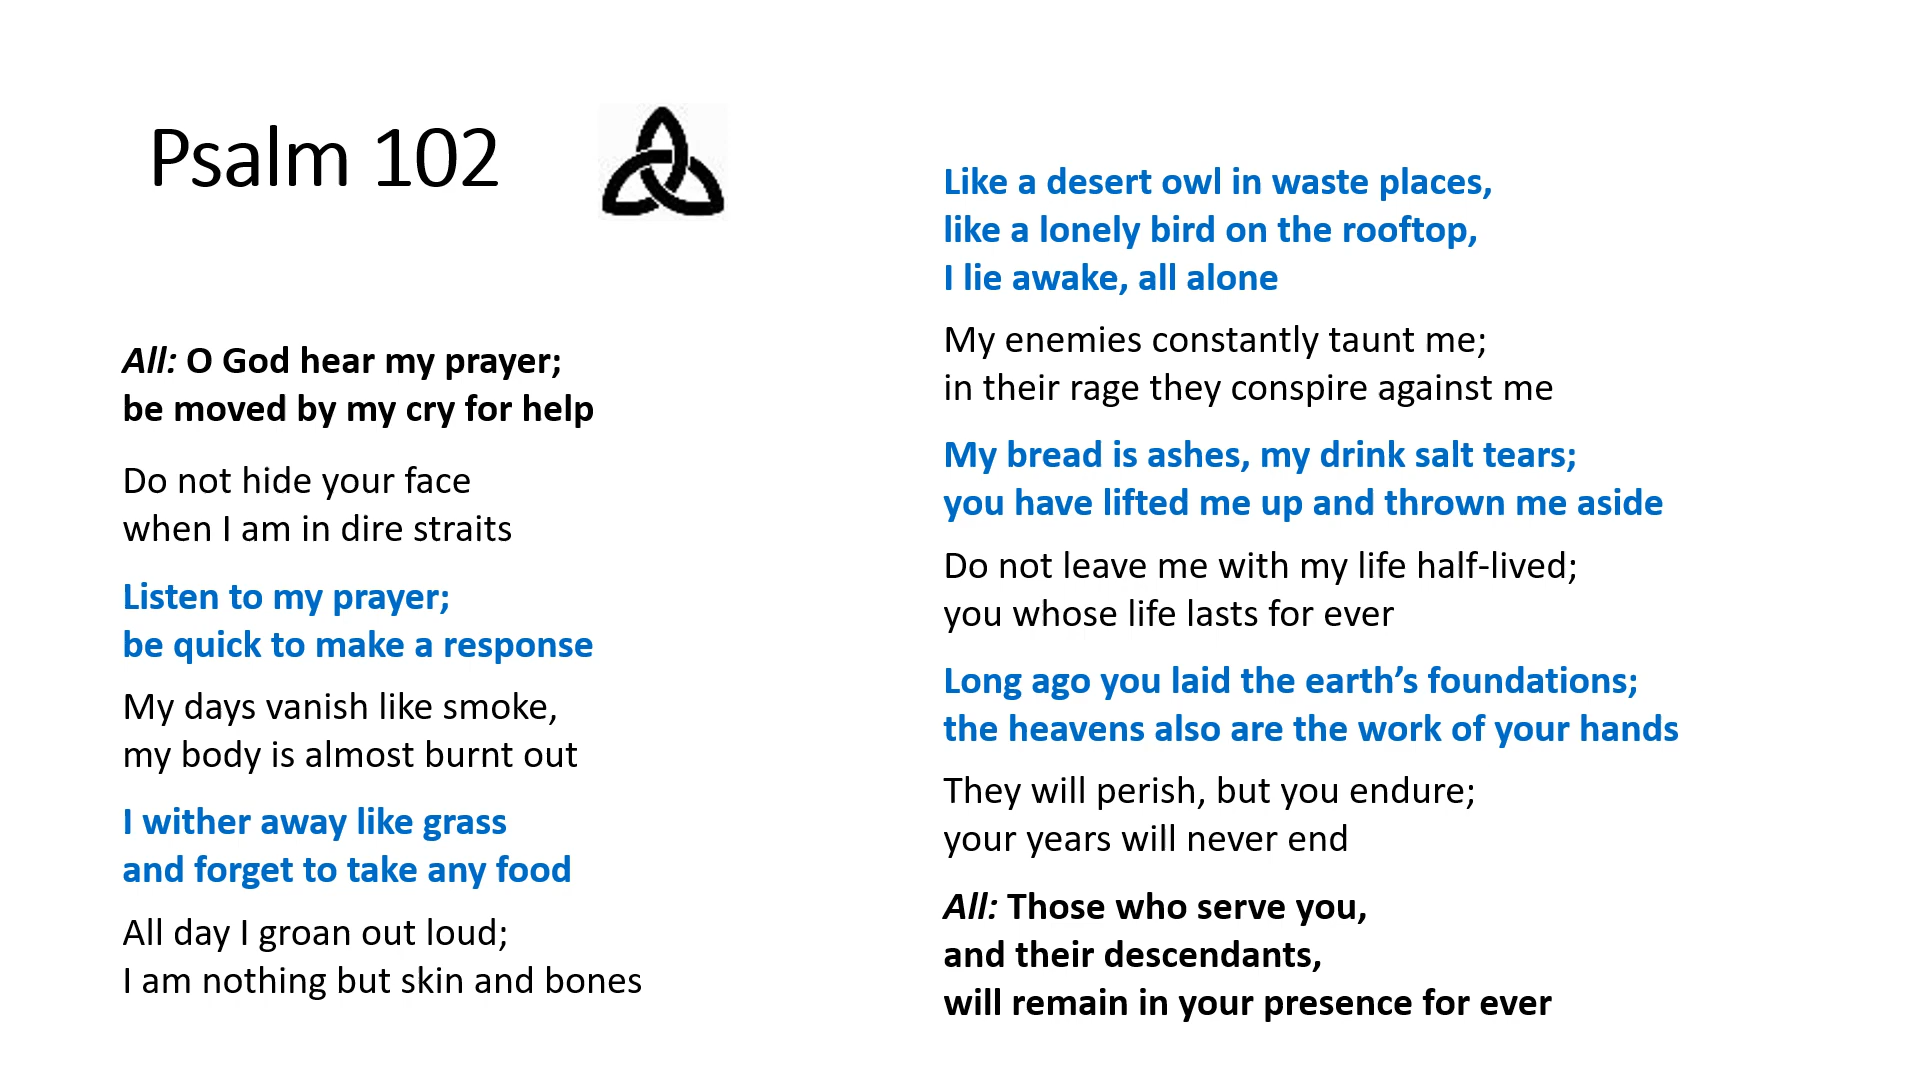 Psalm 102
All: O God hear my prayer;
be moved by my cry for help
Do not hide your face
when I am in dire straits
Listen to my prayer;
be quick to make a response
My days vanish like smoke,
my body is almost burnt out
I wither away like grass
and forget to take any food
All day I groan out loud;
I am nothing but skin and bones
Like a desert owl in waste places,
like a lonely bird on the rooftop,
I lie awake, all alone
My enemies constantly taunt me;
in their rage they conspire against me
My bread is ashes, my drink salt tears;
you have lifted me up and thrown me aside
Do not leave me with my life half-lived;
you whose life lasts for ever
Long ago you laid the earth’s foundations;
the heavens also are the work of your hands
They will perish, but you endure;
your years will never end
All: Those who serve you,
and their descendants,
will remain in your presence for ever